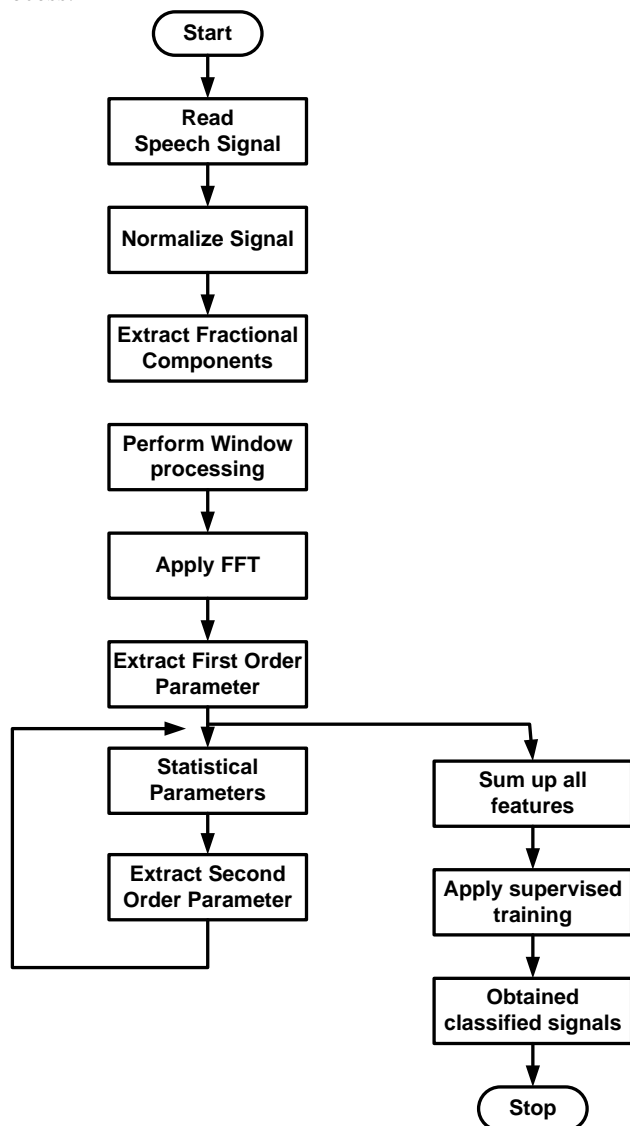 Start
Read
Speech Signal
Normalize Signal
Extract Fractional
Components
Perform Window
processing
Apply FFT
Extract First Order
Parameter
Statistical
Parameters
Extract Second
Order Parameter
Sum up all
features
Apply supervised
training
Obtained
classified signals
Stop